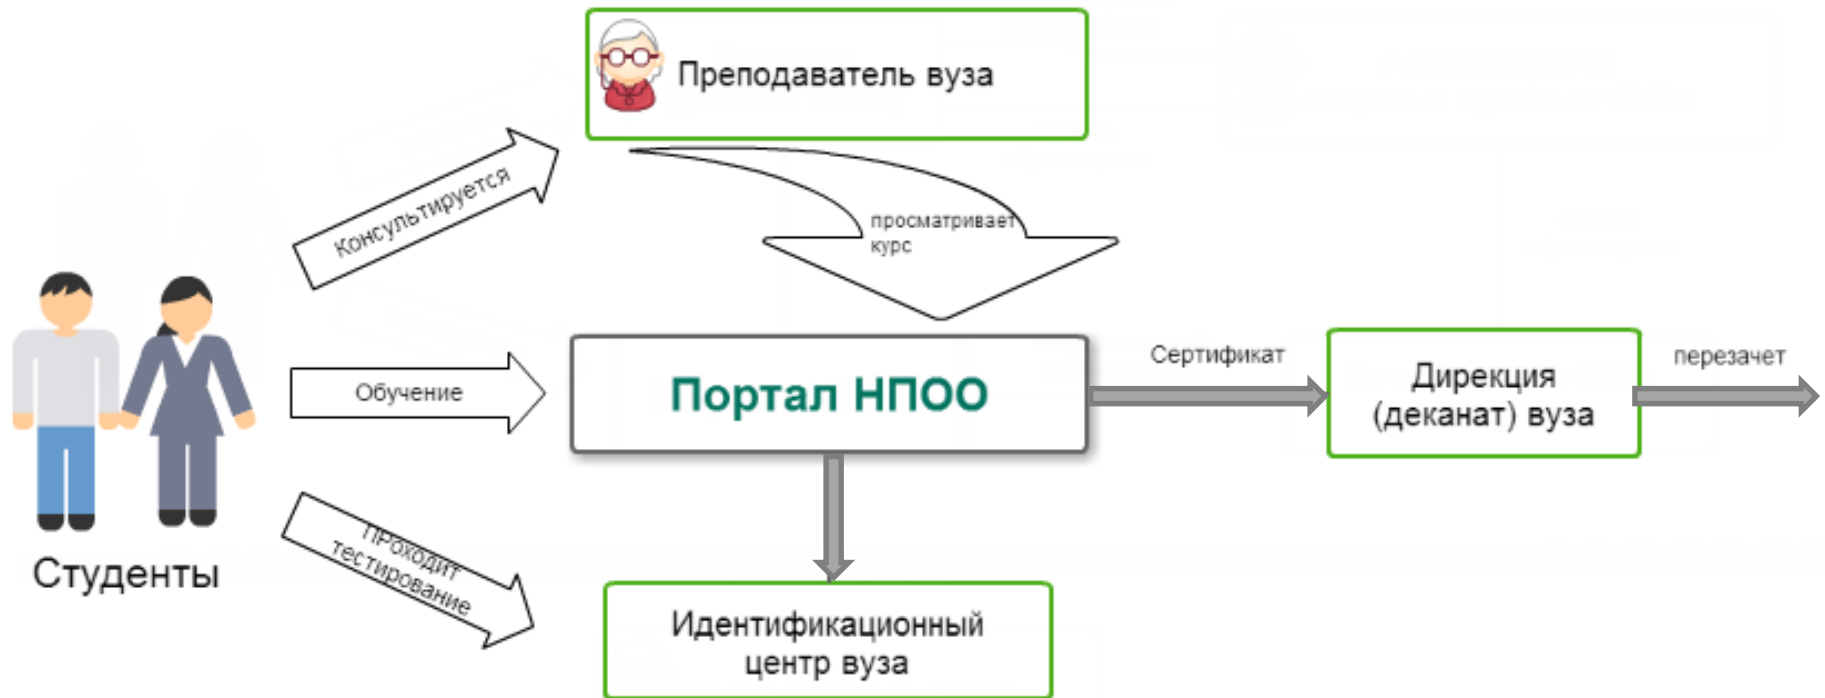 Преподаватель вуза
Консультируется
просматривает
курс
Обучение
Портал НПОО
Сертификат
Дирекция
(деканат) вуза
перезачет
Проходит
тестирование
Студенты
Идентификационный
центр вуза